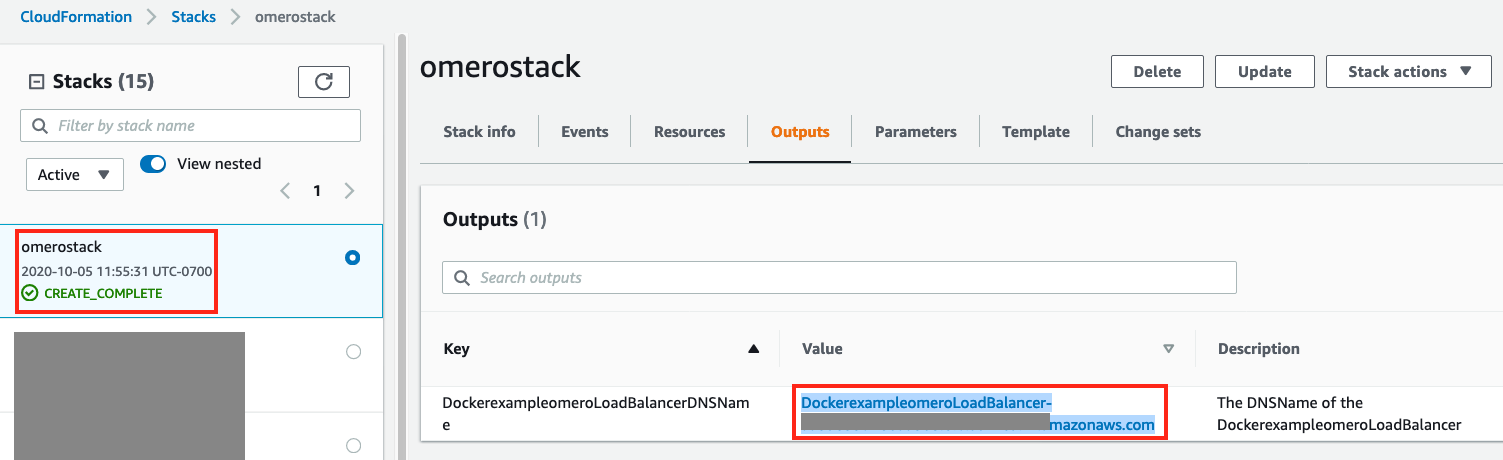 CloudFormation > Stacks > omerostack
Stacks (15)
Filter by stack name
Active
View nested
1
omerostack
2020-10-05 11:55:31 UTC-0700
CREATE_COMPLETE
omerostack
Delete
Update
Stack actions
Stack info
Events
Resources
Outputs
Parameters
Template
Change sets
Outputs (1)
Search outputs
Key
Value
Description
DockerexampleomeroLoadBalancerDNSNam
e
DockerexampleomeroLoadBalancer-
mazonaws.com
The DNSName of the
DockerexampleomeroLoadBalancer